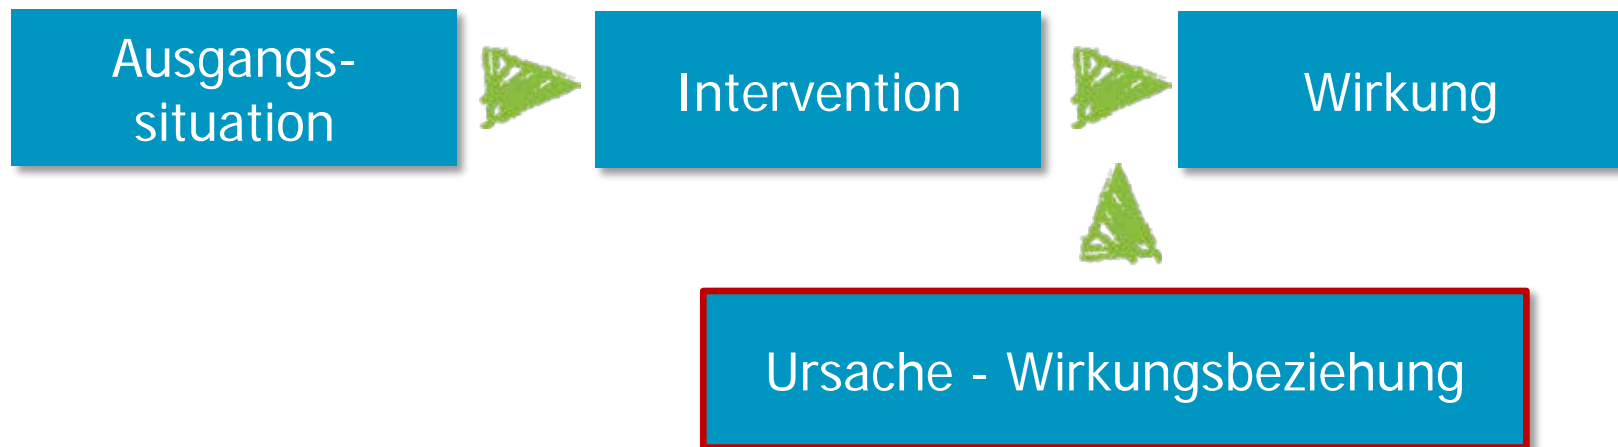 Ausgangs-
situation
Intervention
Wirkung
Ursache - Wirkungsbeziehung